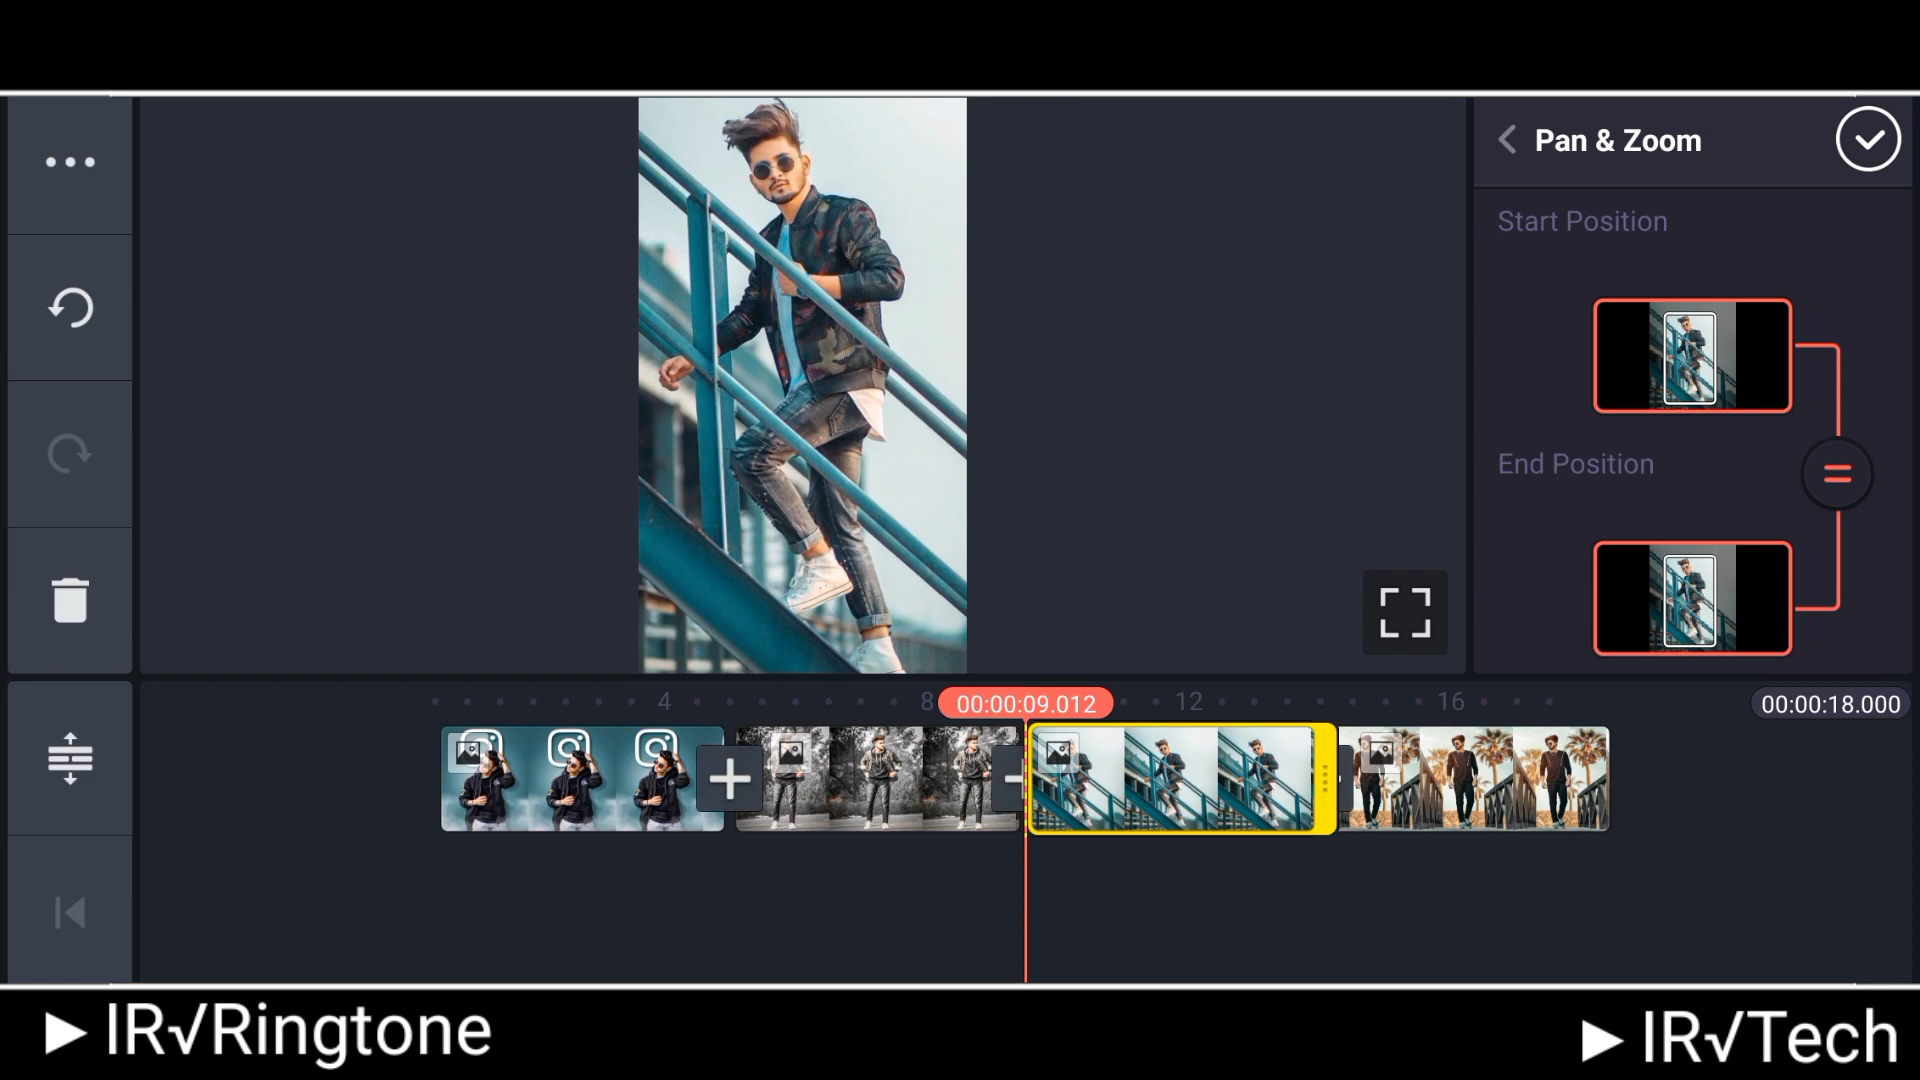 Pan & Zoom
Start Position
End Position
4
8
00:00:09.012
12
16
00:00:18.000
► IR√Ringtone
► IR√Tech